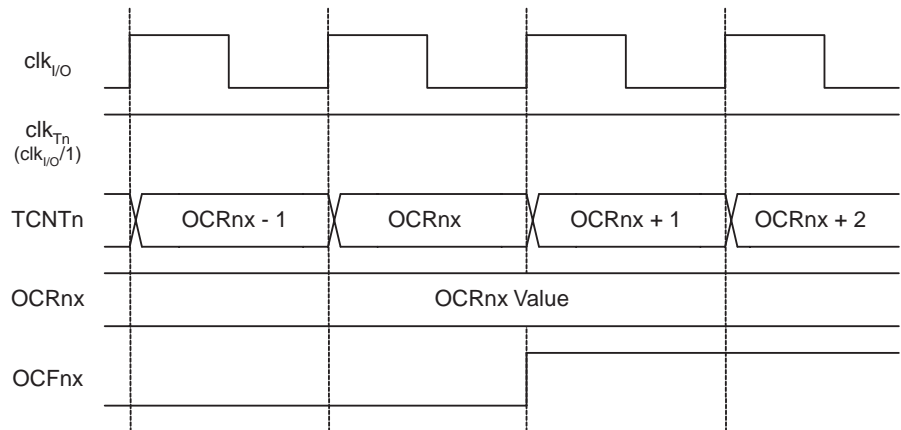 clkI/O
clkTn
(clkI/O/1)
TCNTn OCRnx - 1 OCRnx OCRnx + 1 OCRnx + 2
OCRnx OCRnx Value
OCFnx